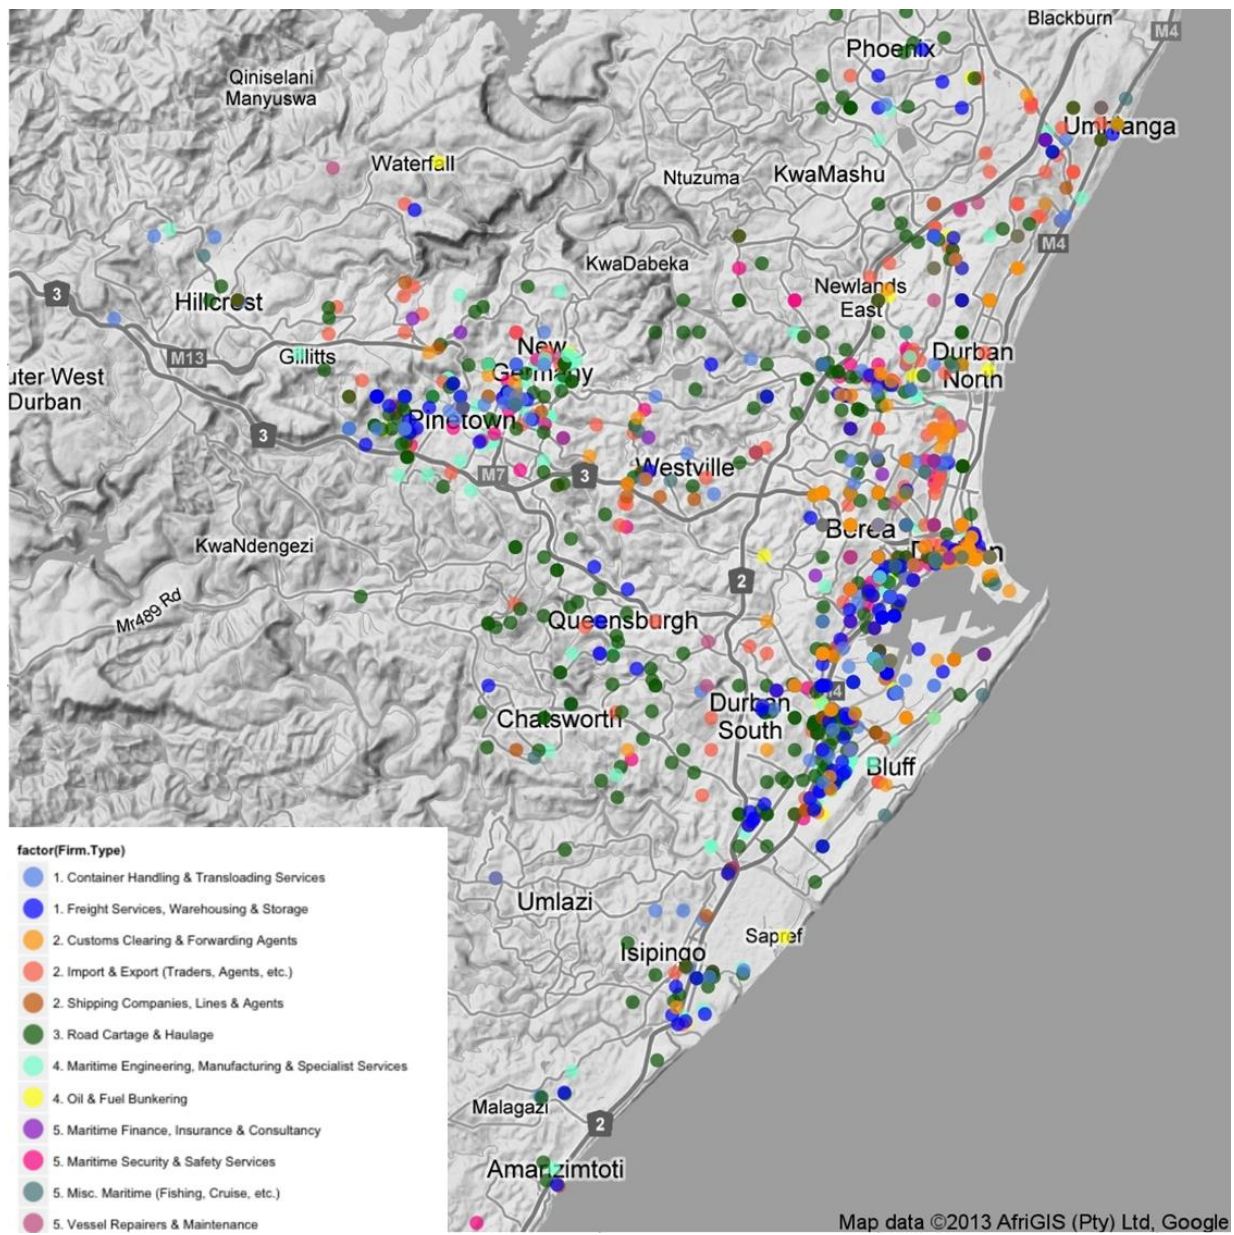 Blackburn
M4
Phoenix
Qiniselani
Manyuswa
Umhlanga
Waterfall
Ntuzuma
KwaMashu
M4
KwaDabeka
3
Hillcrest
Newlands
East
New
Germany
M13
Gillitts
Durban
North
uter West
Durban
Pinetown
3
M7
3
Westville
Berea
KwaNdengezi
2
Mr489 Rd
Queensburgh
Chatsworth
Durban
South
Bluff
factor(Firm.Type)
1. Container Handling & Transloading Services
1. Freight Services, Warehousing & Storage
2. Customs Clearing & Forwarding Agents
2. Import & Export (Traders, Agents, etc.)
2. Shipping Companies, Lines & Agents
3. Road Cartage & Haulage
4. Maritime Engineering, Manufacturing & Specialist Services
4. Oil & Fuel Bunkering
5. Maritime Finance, Insurance & Consultancy
5. Maritime Security & Safety Services
5. Misc. Maritime (Fishing, Cruise, etc.)
5. Vessel Repairers & Maintenance
Umlazi
Sapref
Isipingo
Malagazi
2
Amanzimtoti
Map data ©2013 AfriGIS (Pty) Ltd, Google